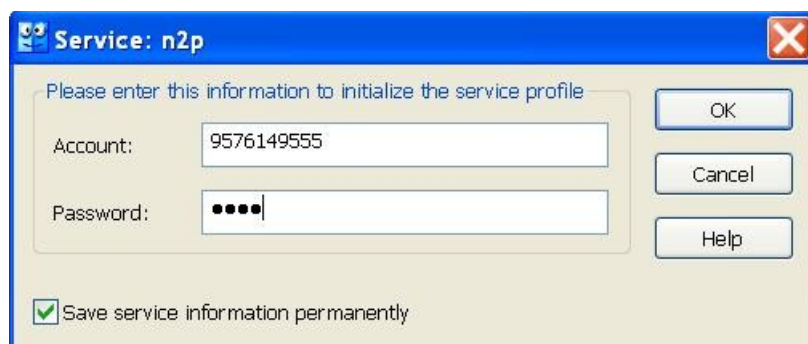 Service: n2p
Please enter this information to initialize the service profile
Account:
9576149555
Password:
●●●●
OK
Cancel
Help
Save service information permanently